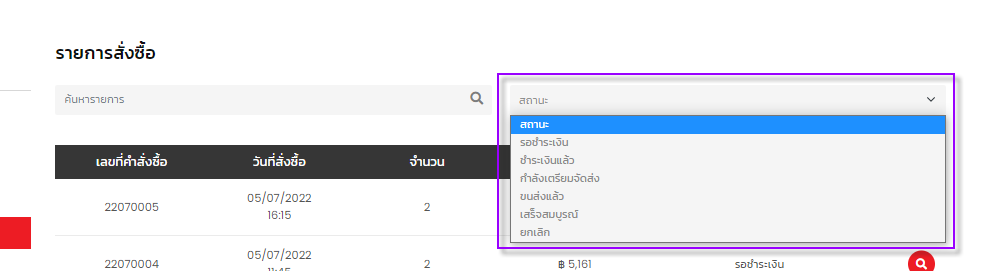 รายการสั่งซื้อ
ค้นหารายการ
สถานะ
สถานะ
รอชำระเงิน
ชำระเงินแล้ว
กำลังเตรียมจัดส่ง
ขนส่งแล้ว
เสร็จสมบูรณ์
ยกเลิก
เลขที่คำสั่งซื้อ วันที่สั่งซื้อ จำนวน
22070005 05/07/2022 2
16:15
22070004 05/07/2022 2 ฿ 5,161 รอชำระเงิน